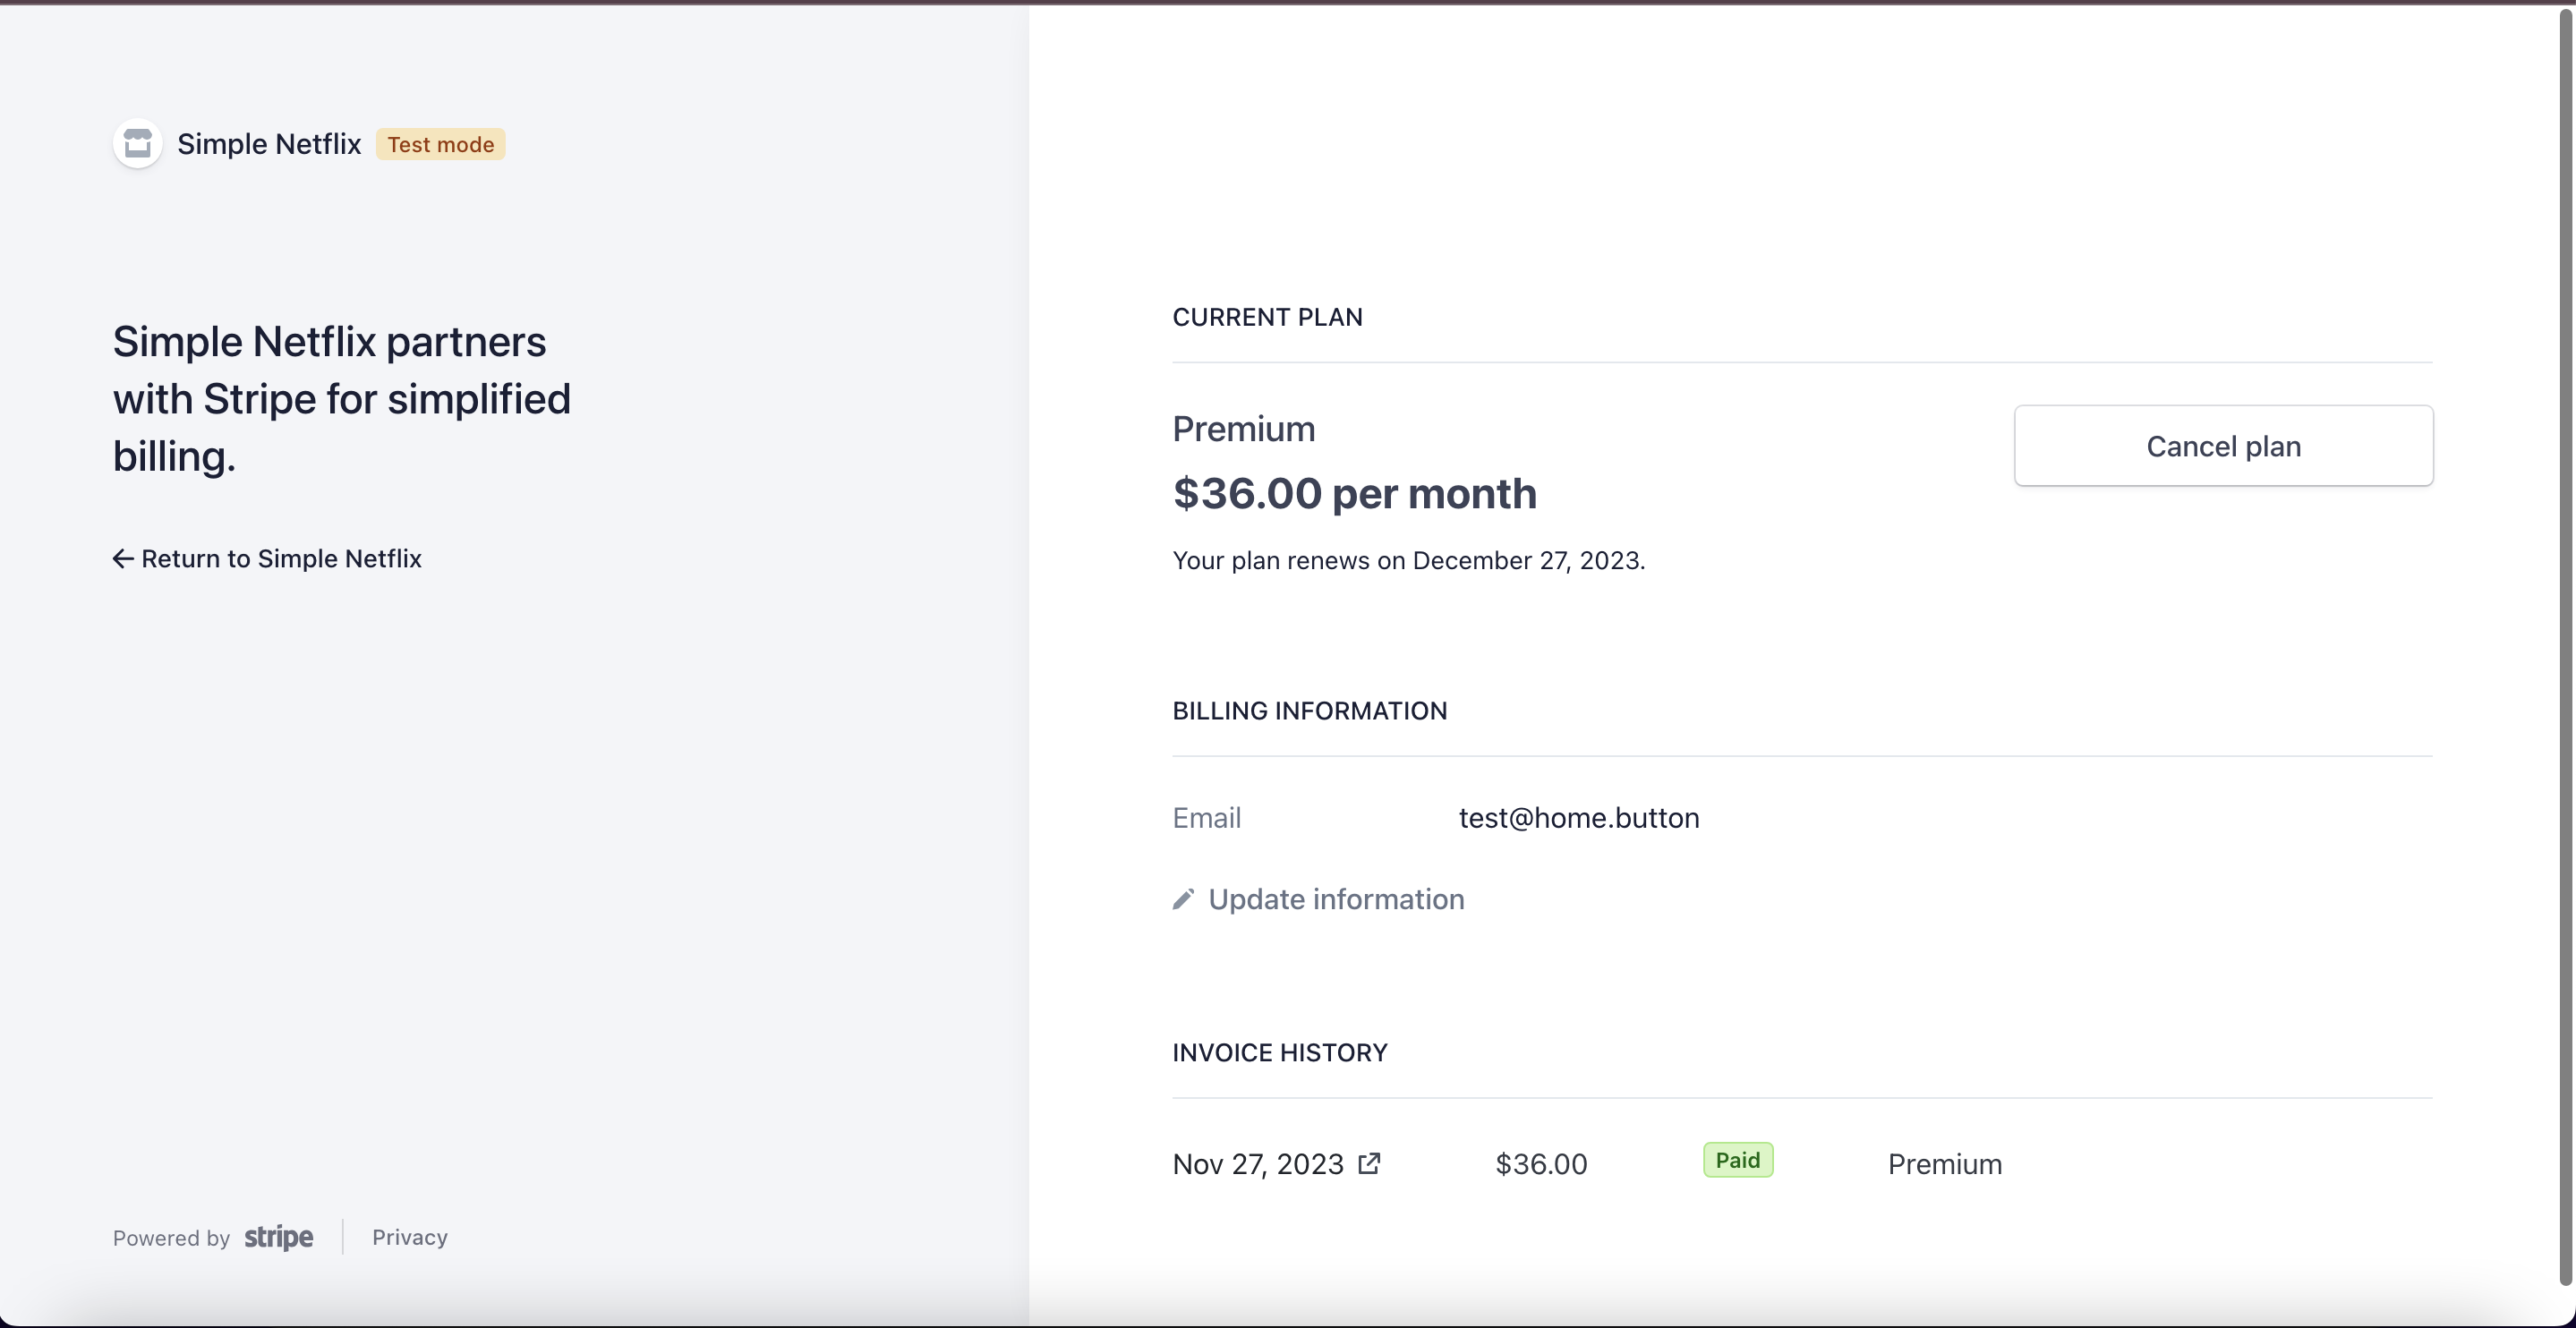 Simple Netflix Test mode
Simple Netflix partners
with Stripe for simplified
billing.
Return to Simple Netflix
Powered by stripe Privacy
CURRENT PLAN
Premium
$36.00 per month
Your plan renews on December 27, 2023.
Cancel plan
BILLING INFORMATION
Email test@home.button
Update information
INVOICE HISTORY
Nov 27, 2023 $36.00 Paid Premium